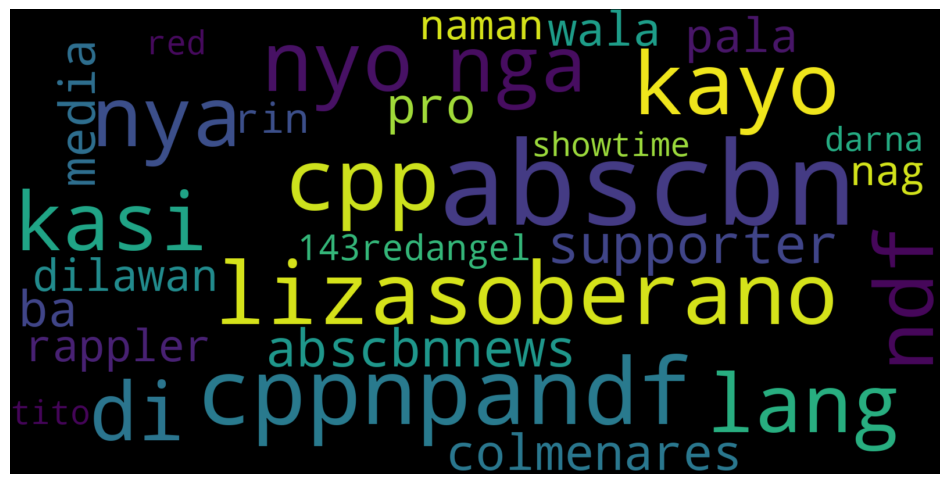 naman
wala
red
pala
nyo nga
kayo
media
nya
rin
pro
showtime
darna
cpp
abscbn
nag
kasi
143redangel
supporter
dilawan
lizasoberano
ndf
ba
rappler
abscbnnews
cppnpandf
lang
tito
di
colmenares